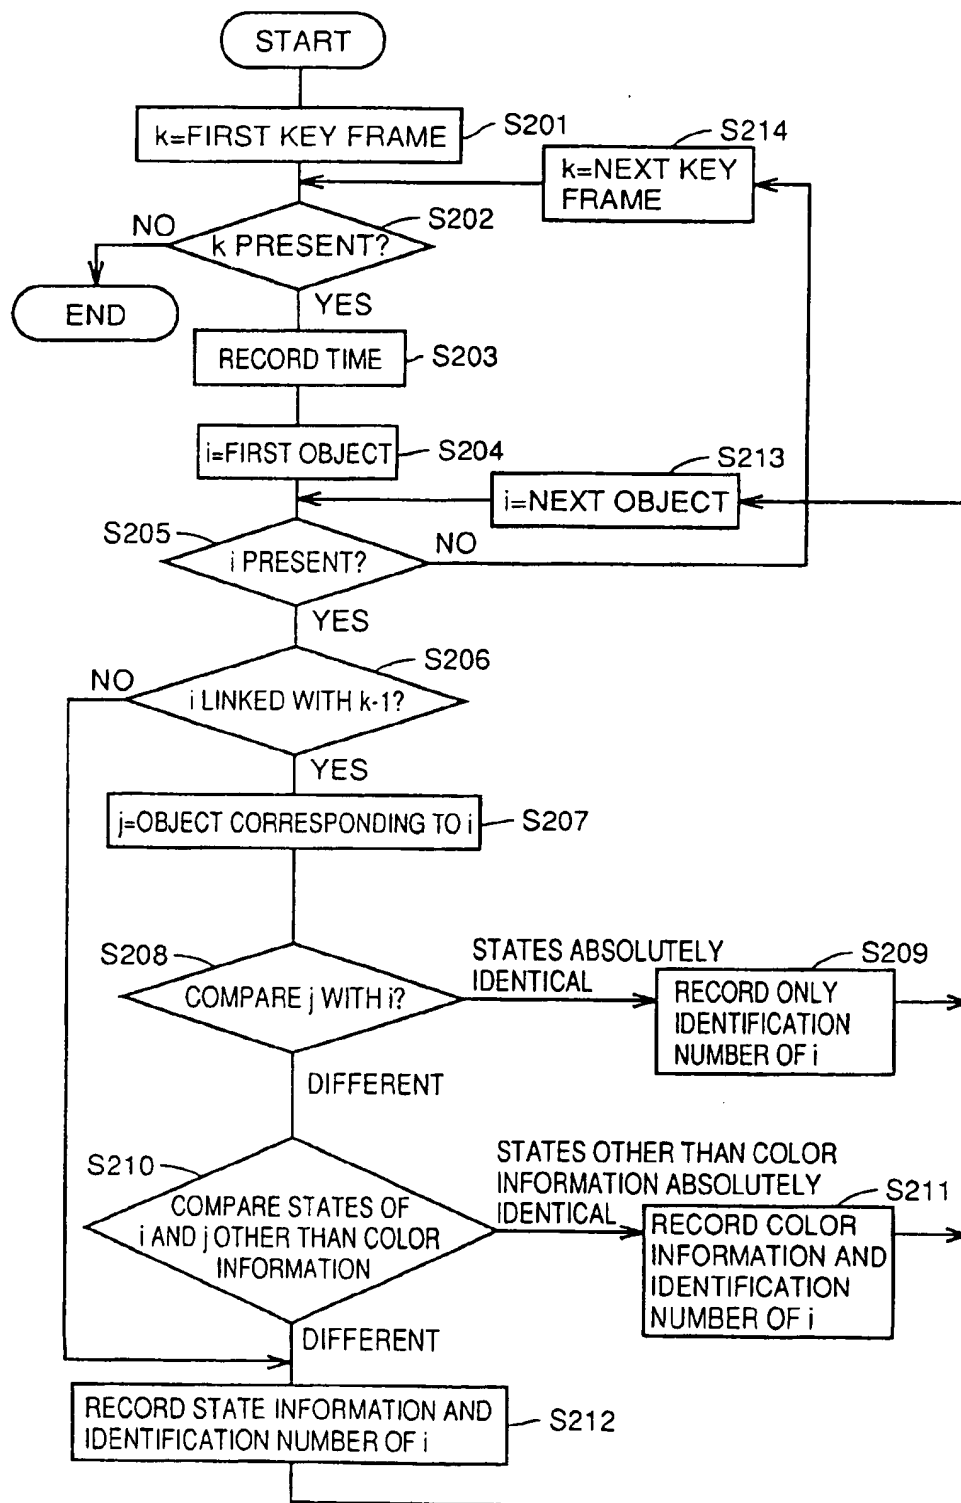 START
k=FIRST KEY FRAME
S201
S214
k=NEXT KEY
FRAME
NO
S202
k PRESENT?
END
YES
RECORD TIME
S203
i=FIRST OBJECT
S204
S213
i=NEXT OBJECT
S205
i PRESENT?
NO
YES
S206
NO
i LINKED WITH k-1?
YES
j=OBJECT CORRESPONDING TO i
S207
S208
COMPARE j WITH i?
STATES ABSOLUTELY
IDENTICAL
S209
RECORD ONLY
IDENTIFICATION
NUMBER OF i
DIFFERENT
S210
COMPARE STATES OF
i AND j OTHER THAN COLOR
INFORMATION
STATES OTHER THAN COLOR
INFORMATION ABSOLUTELY
IDENTICAL
S211
RECORD COLOR
INFORMATION AND
IDENTIFICATION
NUMBER OF i
DIFFERENT
RECORD STATE INFORMATION AND
IDENTIFICATION NUMBER OF i
S212